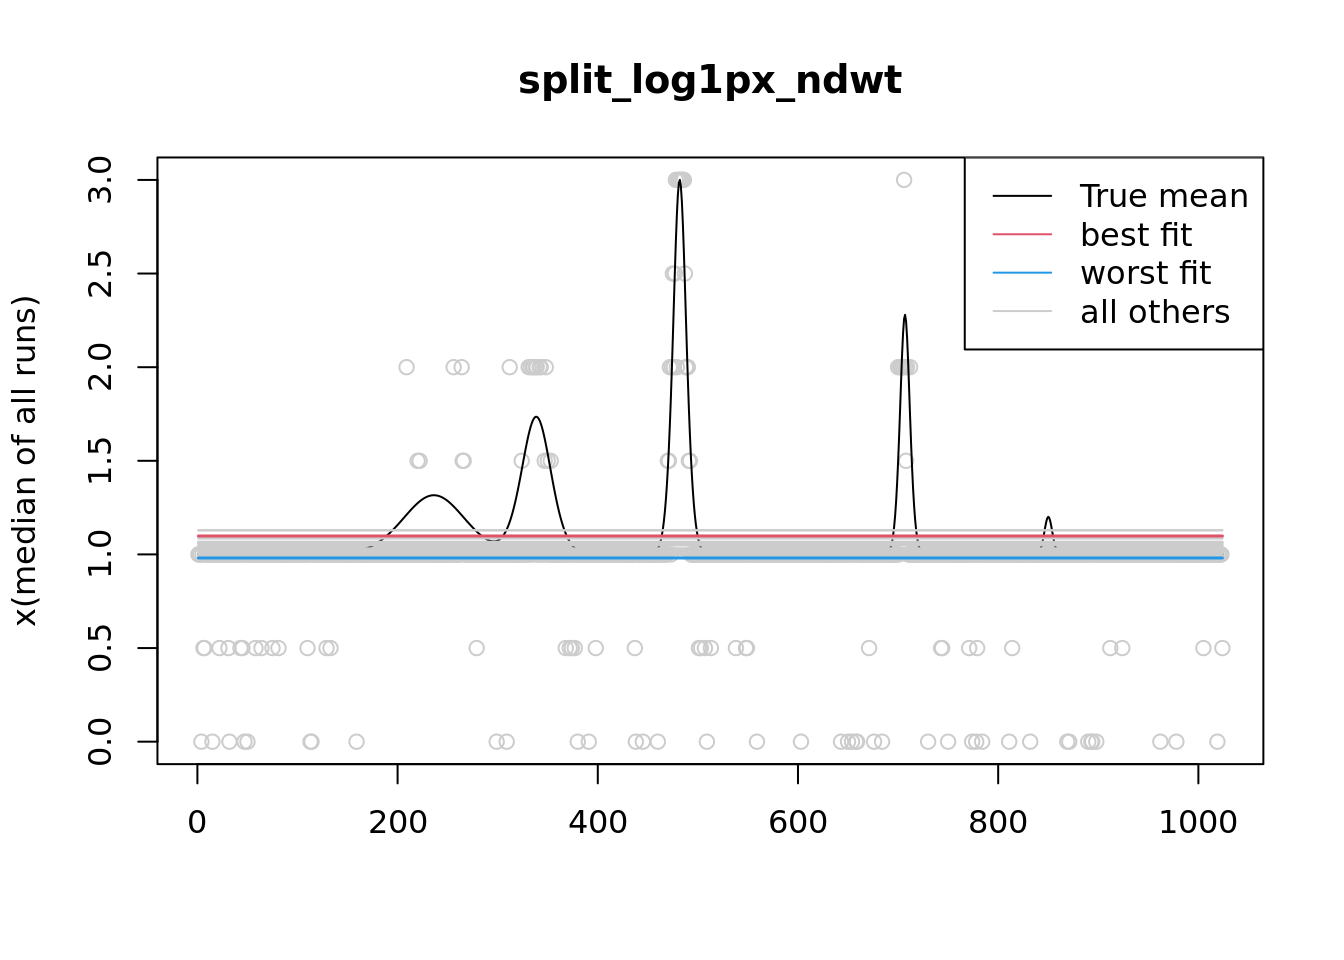 split_log1px_ndwt
x(median of all runs)
3.0
2.5
2.0
1.5
1.0
0.5
0.0
True mean
best fit
worst fit
all others
0 200 400 600 800 1000